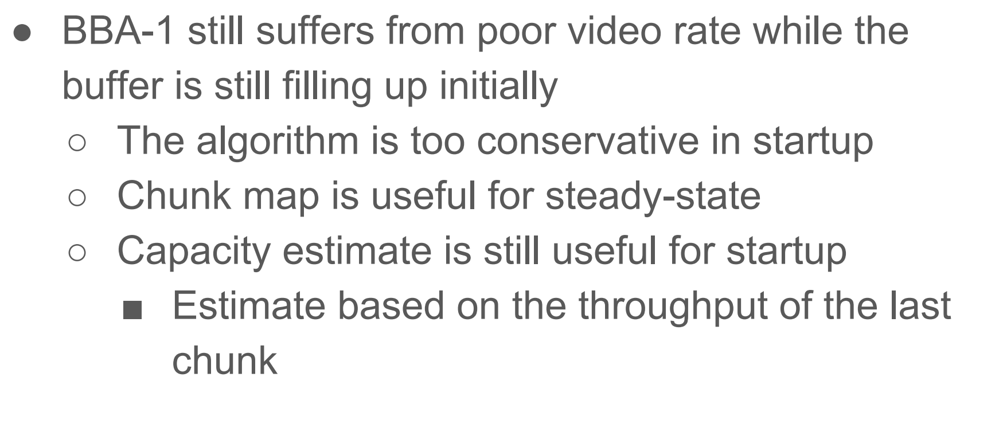 ● BBA-1 still suffers from poor video rate while the
buffer is still filling up initially
○ The algorithm is too conservative in startup
○ Chunk map is useful for steady-state
○ Capacity estimate is still useful for startup
■ Estimate based on the throughput of the last
chunk